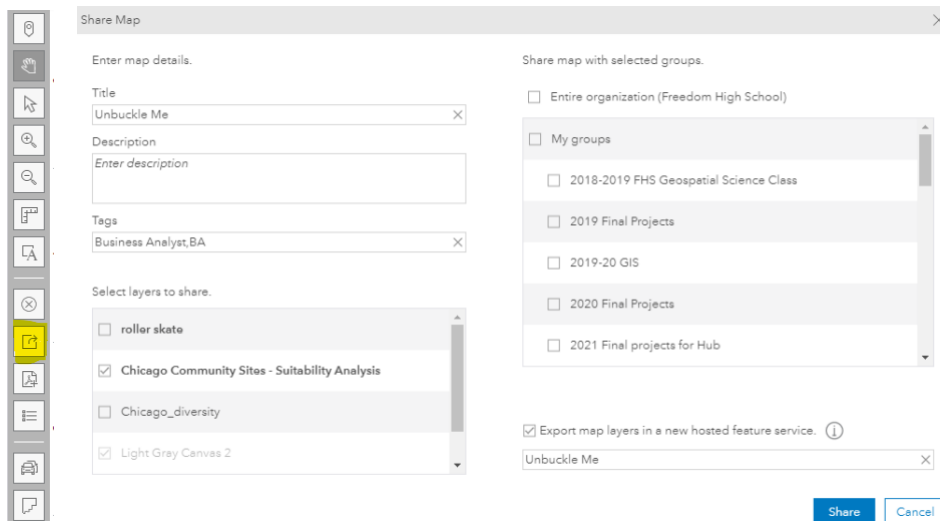 Share Map
Enter map details.
Title
Unbuckle Me
Description
Enter description
Tags
Business Analyst,BA
Select layers to share.
roller skate
Chicago Community Sites - Suitability Analysis
Chicago_diversity
Light Gray Canvas 2
Share map with selected groups.
Entire organization (Freedom High School)
My groups
2018-2019 FHS Geospatial Science Class
2019 Final Projects
2019-20 GIS
2020 Final Projects
2021 Final projects for Hub
Export map layers in a new hosted feature service.
Unbuckle Me
Share Cancel